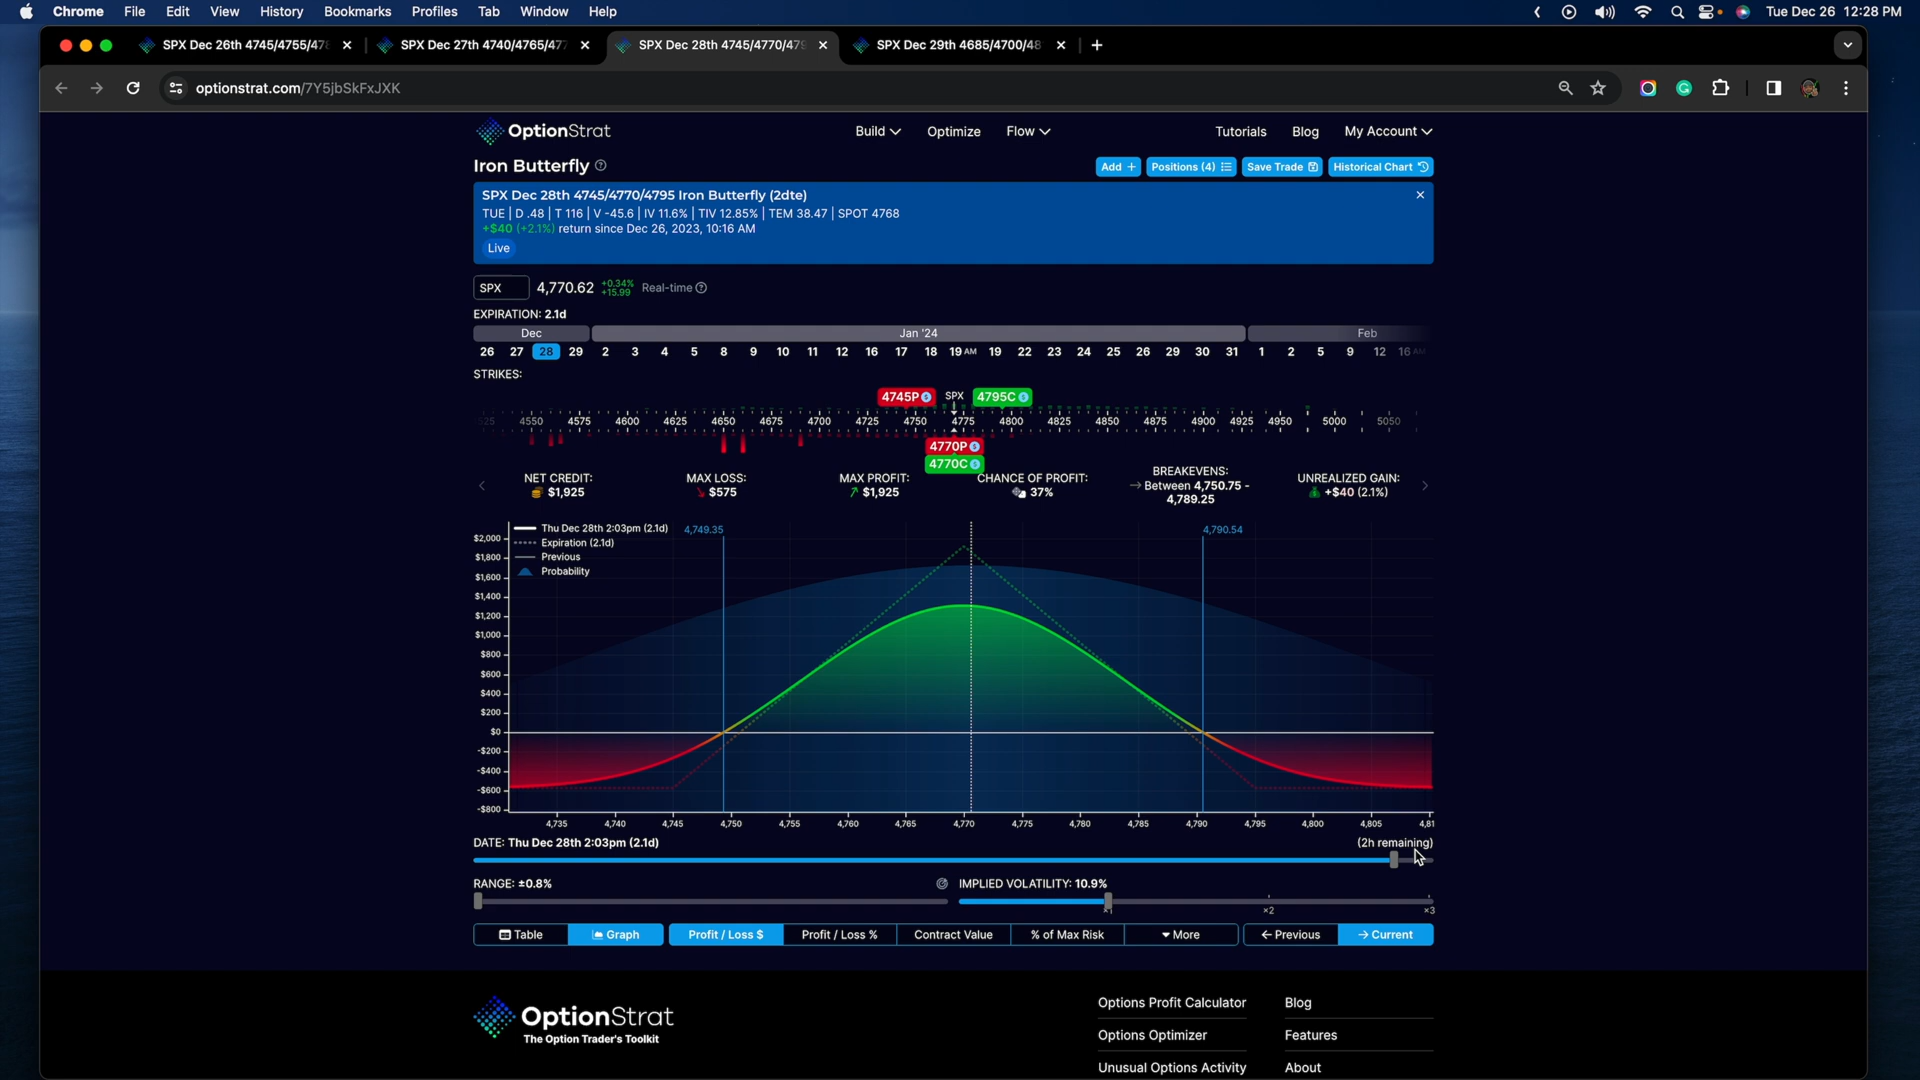 Chrome File Edit View History Bookmarks Profiles Tab Window Help Tue Dec 26 12:28 PM
SPX Dec 26th 4745/4755/478 SPX Dec 27th 4740/4765/477 SPX Dec 28th 4745/4770/479 SPX Dec 29th 4685/4700/48
optionstrat.com/7Y5jbSkFxJXK
OptionStrat Build Optimize Flow Tutorials Blog My Account
Iron Butterfly Add + Positions (4) Save Trade Historical Chart
SPX Dec 28th 4745/4770/4795 Iron Butterfly (2dte)
TUE | D .48 | T 116 | V -45.6 | IV 11.6% | TIV 12.85% | TEM 38.47 | SPOT 4768
+$40 (+2.1%) return since Dec 26, 2023, 10:16 AM
Live
SPX 4,770.62 +0.34% +15.99 Real-time
EXPIRATION: 2.1d
Dec Jan '24 Feb
26 27 28 29 2 3 4 5 8 9 10 11 12 16 17 18 19 AM 19 22 23 24 25 26 29 30 31 1 2 5 9 12 16 AM
STRIKES:
4745P SPX 4795C
525 4550 4575 4600 4625 4650 4675 4700 4725 4750 4775 4800 4825 4850 4875 4900 4925 4950 5000 5050
4770P
4770C
NET CREDIT: MAX LOSS: MAX PROFIT: CHANCE OF PROFIT: BREAKEVENS: UNREALIZED GAIN:
$1,925 $575 $1,925 37% Between 4,750.75 - +$40 (2.1%)
4,789.25
Thu Dec 28th 2:03pm (2.1d) 4,749.35 4,790.54
Expiration (2.1d)
Previous
Probability
$2,000
$1,800
$1,600
$1,400
$1,200
$1,000
$800
$600
$400
$200
$0
-$200
-$400
-$600
-$800
4,735 4,740 4,745 4,750 4,755 4,760 4,765 4,770 4,775 4,780 4,785 4,790 4,795 4,800 4,805 4,81
DATE: Thu Dec 28th 2:03pm (2.1d) (2h remaining)
RANGE: ±0.8% IMPLIED VOLATILITY: 10.9%
×1 ×2 ×3
Table Graph Profit / Loss $ Profit / Loss % Contract Value % of Max Risk More Previous Current
OptionStrat
The Option Trader's Toolkit
Options Profit Calculator Blog
Options Optimizer Features
Unusual Options Activity About